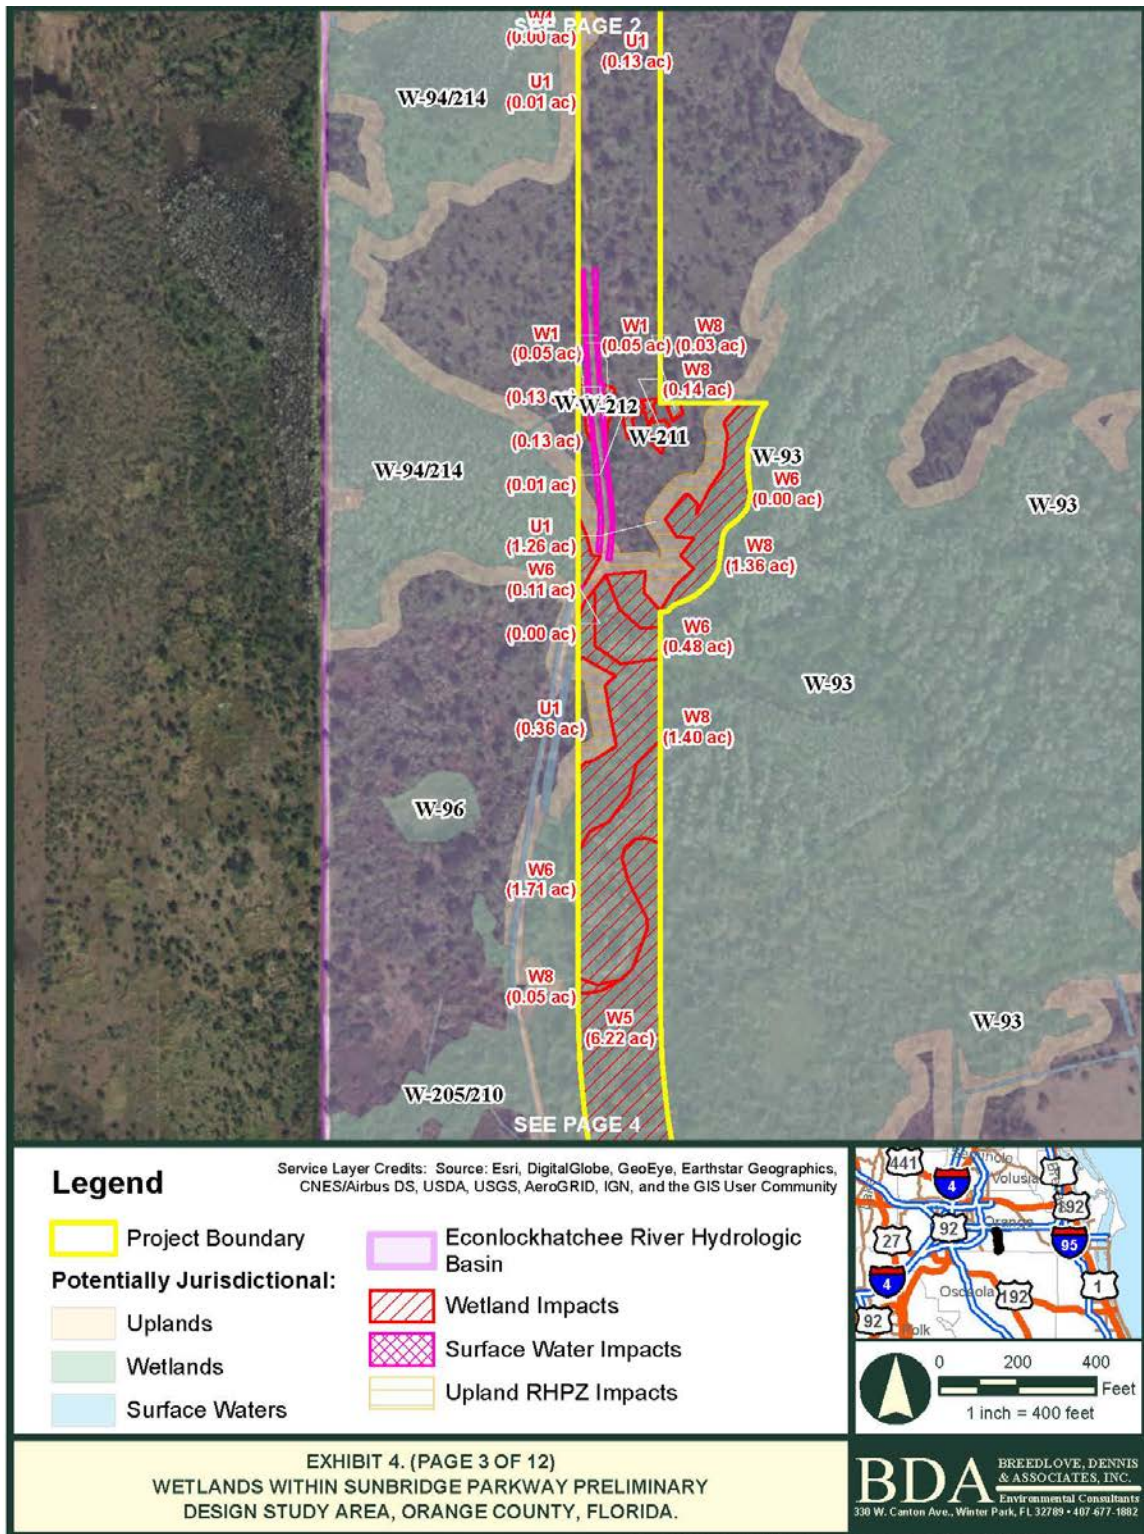 SEE PAGE 2
W4
(0.00 ac)
U1
(0.13 ac)
U1
(0.01 ac)
W-94/214
W1
(0.05 ac)
W1
(0.05 ac)
W8
(0.03 ac)
W8
(0.14 ac)
(0.13
W-212
W-211
(0.13 ac)
W-94/214
W-93
(0.01 ac)
W6
(0.00 ac)
W-93
U1
(1.26 ac)
W8
(1.36 ac)
W6
(0.11 ac)
(0.00 ac)
W6
(0.48 ac)
W-93
U1
(0.36 ac)
W8
(1.40 ac)
W-96
W6
(1.71 ac)
W8
(0.05 ac)
W5
(6.22 ac)
W-93
W-205/210
SEE PAGE 4
Legend
Service Layer Credits: Source: Esri, DigitalGlobe, GeoEye, Earthstar Geographics,
CNES/Airbus DS, USDA, USGS, AeroGRID, IGN, and the GIS User Community
Project Boundary
Potentially Jurisdictional:
Uplands
Wetlands
Surface Waters
Econlockhatchee River Hydrologic
Basin
Wetland Impacts
Surface Water Impacts
Upland RHPZ Impacts
441
4
Volusia
1
192
27
92
Orange
95
4
Osceola
192
1
92
0 200 400
Feet
1 inch = 400 feet
EXHIBIT 4. (PAGE 3 OF 12)
WETLANDS WITHIN SUNBRIDGE PARKWAY PRELIMINARY
DESIGN STUDY AREA, ORANGE COUNTY, FLORIDA.
BDA
BREEDLOVE, DENNIS
& ASSOCIATES, INC.
Environmental Consultants
330 W. Canton Ave., Winter Park, FL 32789 • 407-677-1882